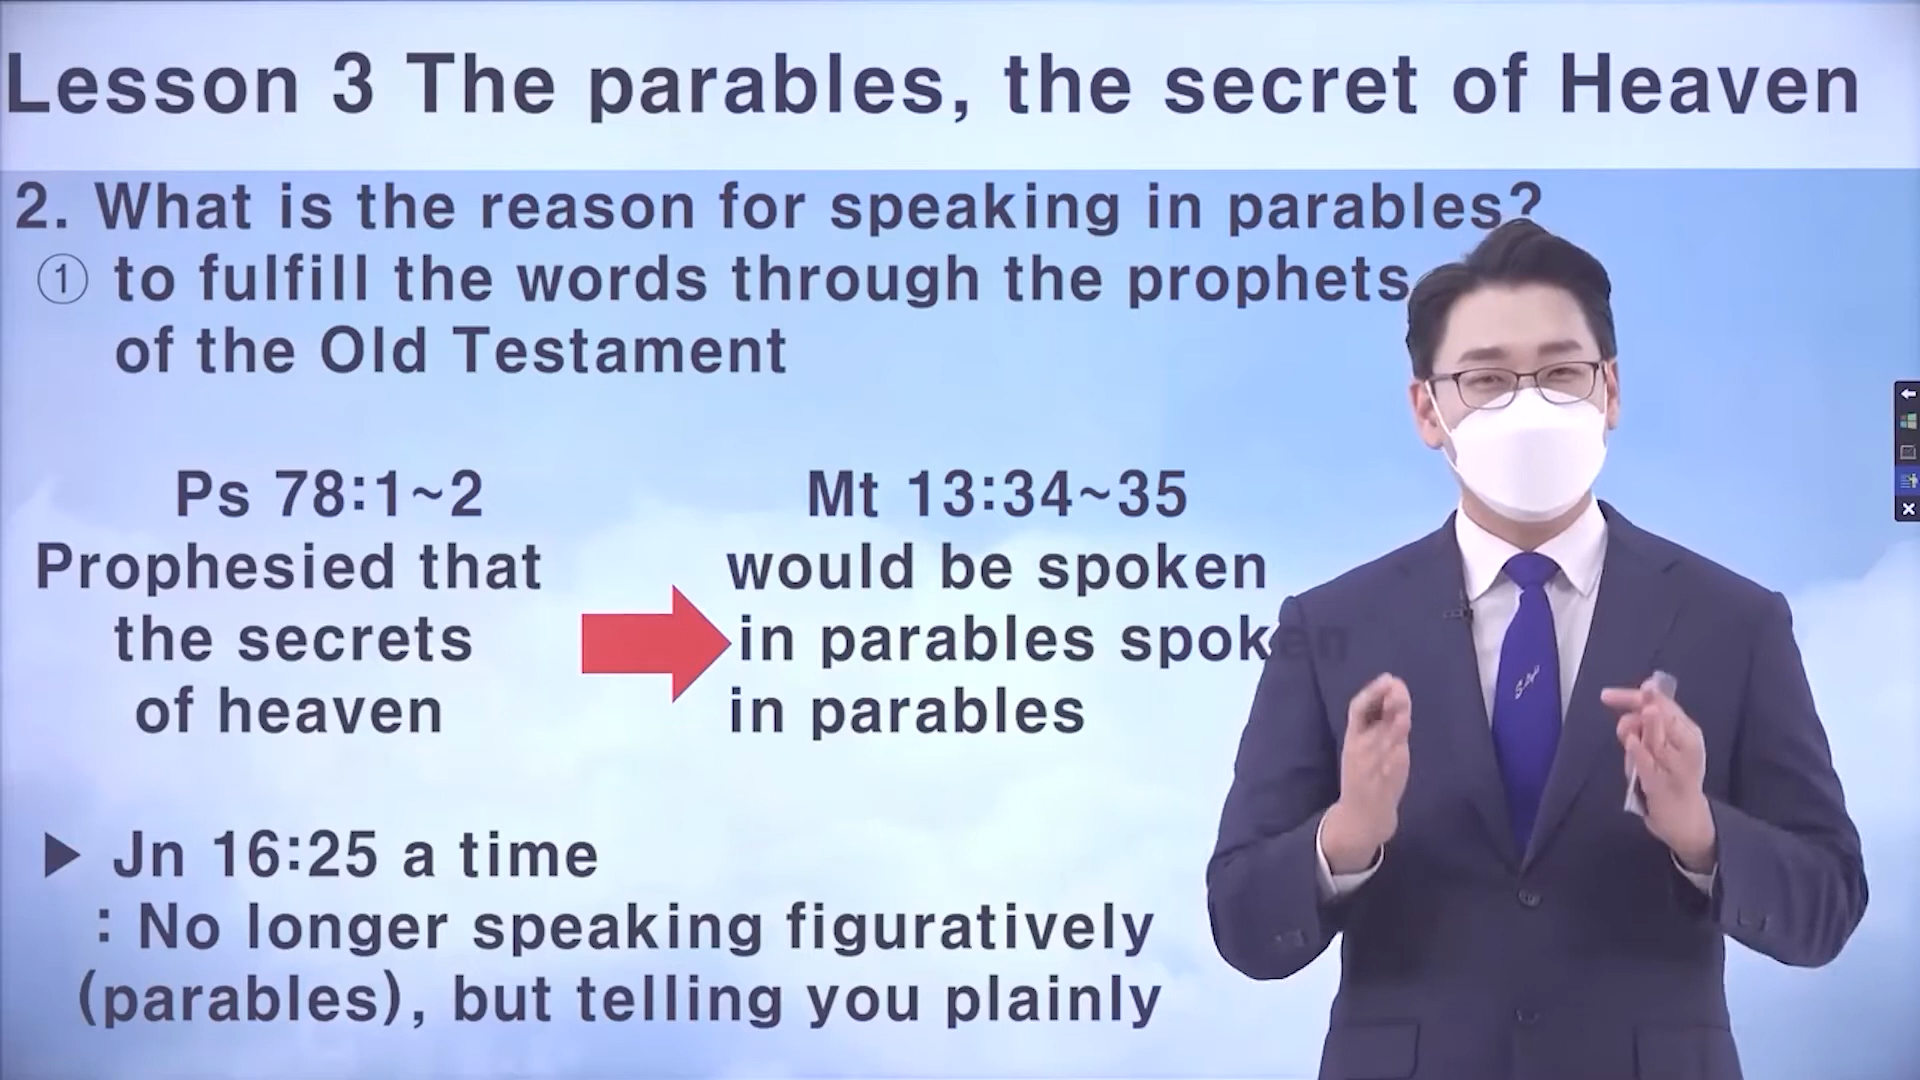 Lesson 3 The parables, the secret of Heaven
2. What is the reason for speaking in parables?
① to fulfill the words through the prophets
of the Old Testament
Ps 78:1~2
Prophesied that
the secrets
of heaven
Mt 13:34~35
would be spoken
in parables spoken
in parables
▶ Jn 16:25 a time
: No longer speaking figuratively
(parables), but telling you plainly